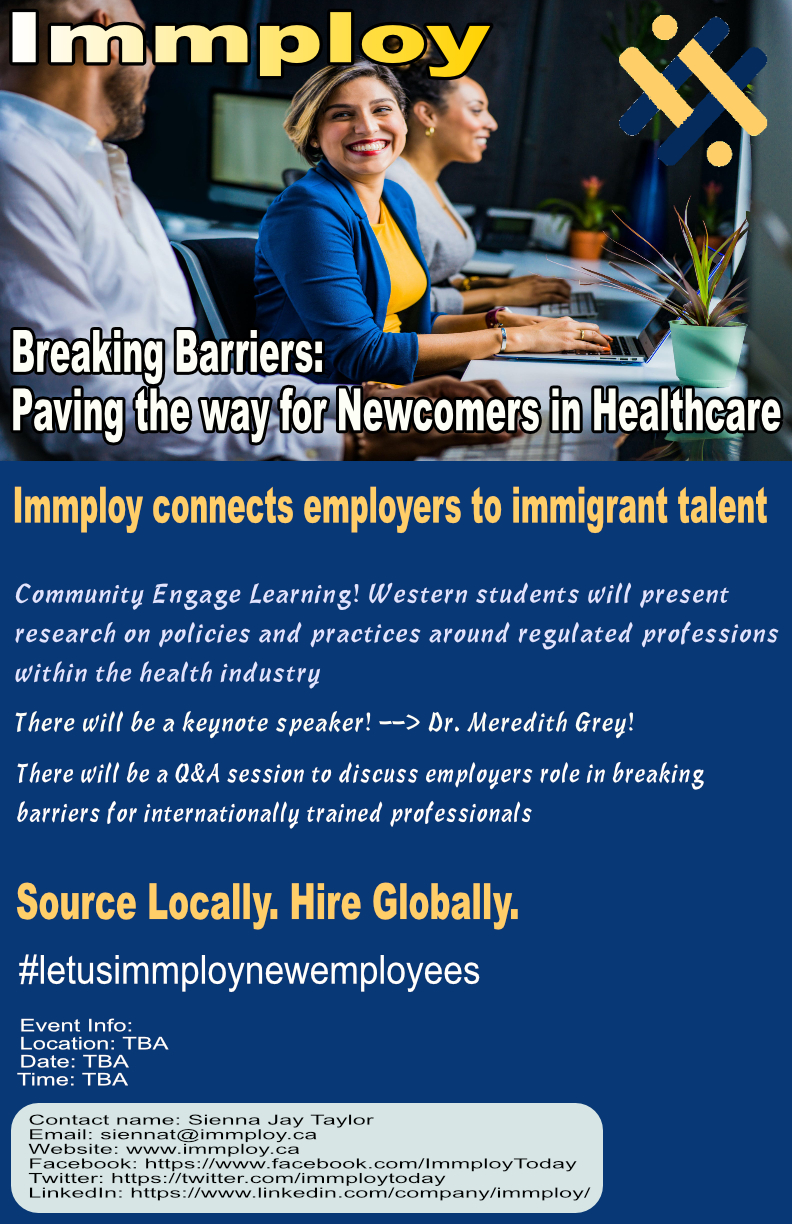 Immploy
Breaking Barriers:
Paving the way for Newcomers in Healthcare
Immploy connects employers to immigrant talent
Community Engage Learning! Western students will present
research on policies and practices around regulated professions
within the health industry
There will be a keynote speaker! --> Dr. Meredith Grey!
There will be a Q&A session to discuss employers role in breaking
barriers for internationally trained professionals
Source Locally. Hire Globally.
#letusimmploynewemployees
Event Info:
Location: TBA
Date: TBA
Time: TBA
Contact name: Sienna Jay Taylor
Email: siennat@immploy.ca
Website: www.immploy.ca
Facebook: https://www.facebook.com/ImmployToday
Twitter: https://twitter.com/immploytoday
LinkedIn: https://www.linkedin.com/company/immploy/